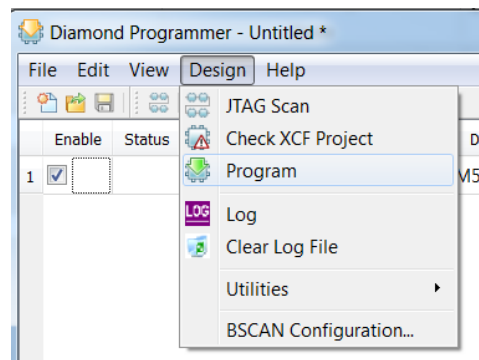 Diamond Programmer - Untitled *
File Edit View Design Help
JTAG Scan
Enable Status Check XCF Project D
1 Program M5
LOG Log
Clear Log File
Utilities
BSCAN Configuration...